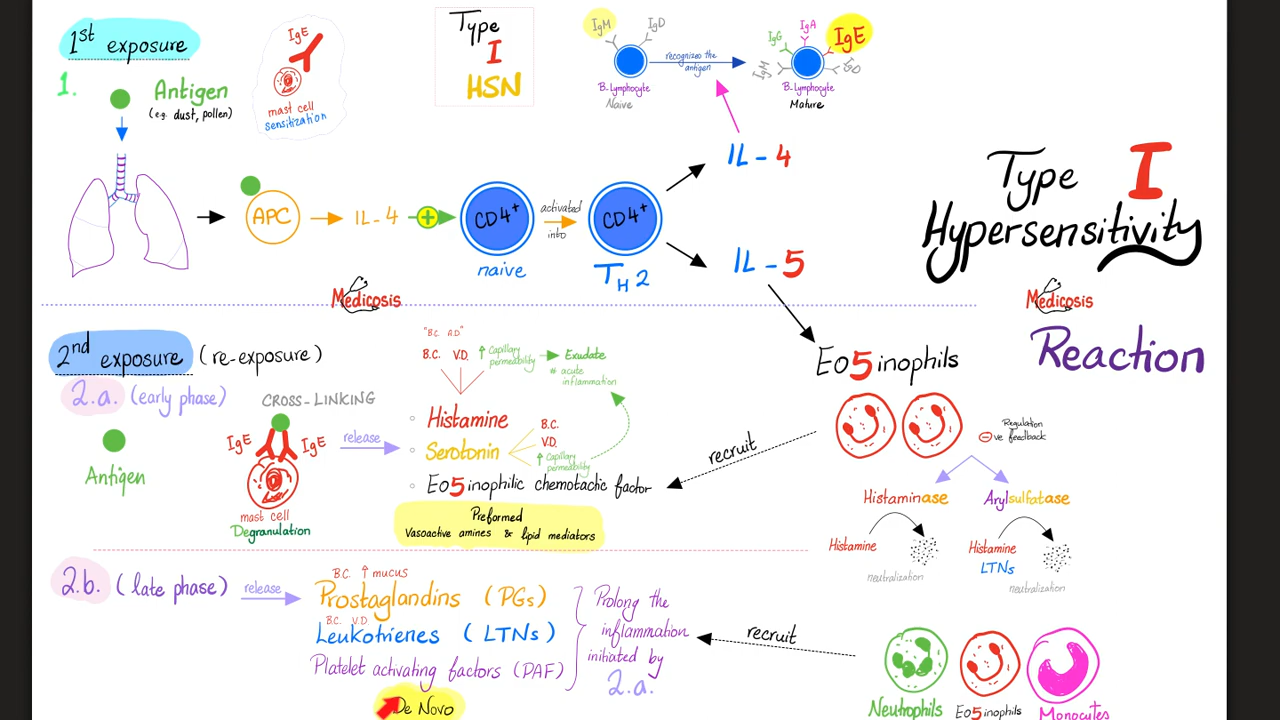 1st exposure
1.
Antigen
(e.g. dust, pollen)
IgE
mast cell
sensitization
Type
I
HSN
IgM
IgD
B-Lymphocyte
Naive
recognized the
antigen
IgG
IgA
IgE
IgM
IgD
B-Lymphocyte
Mature
APC
IL-4
+
CD4+
naive
activated
into
CD4+
TH2
IL-4
IL-5
Type I
Hypersensitivity
Medicosis
Medicosis
Reaction
2nd exposure (re-exposure)
2.a. (early phase)
Antigen
CROSS-LINKING
IgE
IgE
mast cell
Degranulation
release
"B.C. A.D"
B.C. V.D. ↑ Capillary permeability → Exudate
# acute
inflammation
Histamine
Serotonin
B.C.
V.D.
↑ Capillary
permeability
Eo5inophilic chemotactic factor
Preformed
Vasoactive amines & lipid mediators
recruit
Eo5inophils
Regulation
-ve feedback
Histaminase
Arylsulfatase
Histamine
neutralization
Histamine
LTNs
neutralization
2.b. (late phase)
release
B.C. ↑ mucus
Prostaglandins (PGs)
B.C. V.D.
Leukotrienes (LTNs)
Platelet activating factors (PAF)
De Novo
Prolong the
inflammation
initiated by
2.a.
recruit
Neutrophils
Eo5inophils
Monocytes